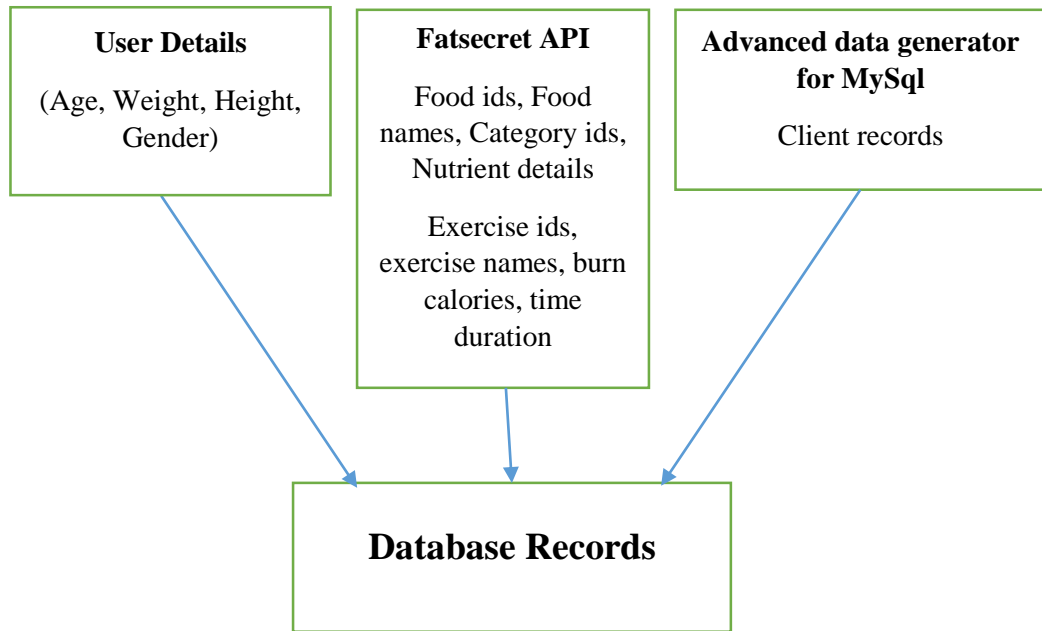 User Details
(Age, Weight, Height,
Gender)
Fatsecret API
Food ids, Food
names, Category ids,
Nutrient details
Exercise ids,
exercise names, burn
calories, time
duration
Advanced data generator
for MySql
Client records
Database Records